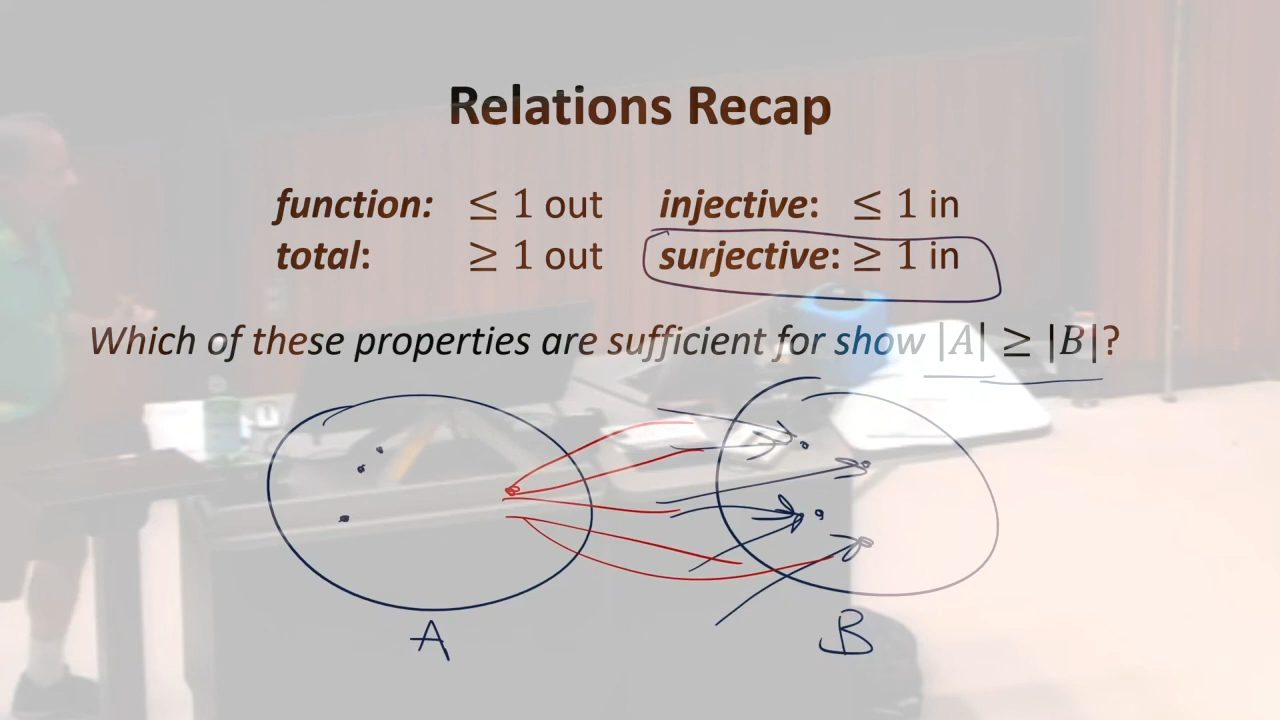 Relations Recap
function: ≤ 1 out injective: ≤ 1 in
total: ≥ 1 out surjective: ≥ 1 in
Which of these properties are sufficient for show |A| ≥ |B|?
A B